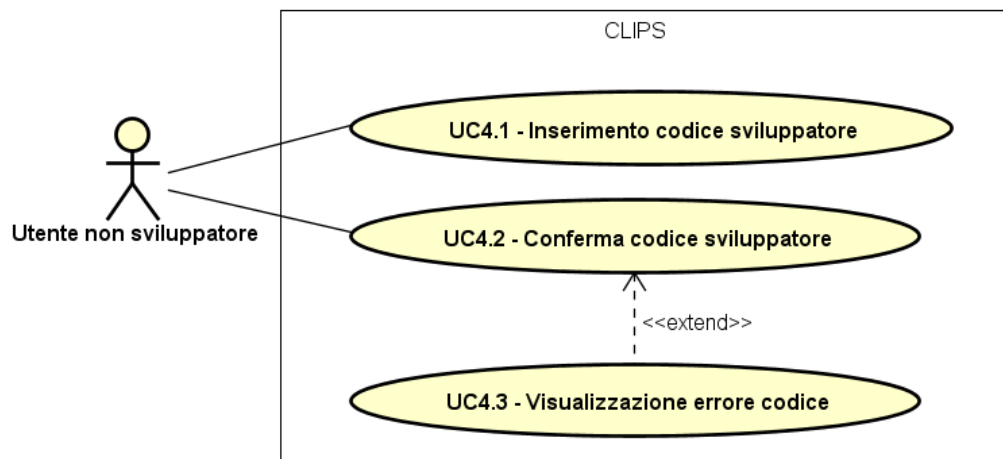 CLIPS
UC4.1 - Inserimento codice sviluppatore
Utente non sviluppatore
UC4.2 - Conferma codice sviluppatore
<<extend>>
UC4.3 - Visualizzazione errore codice